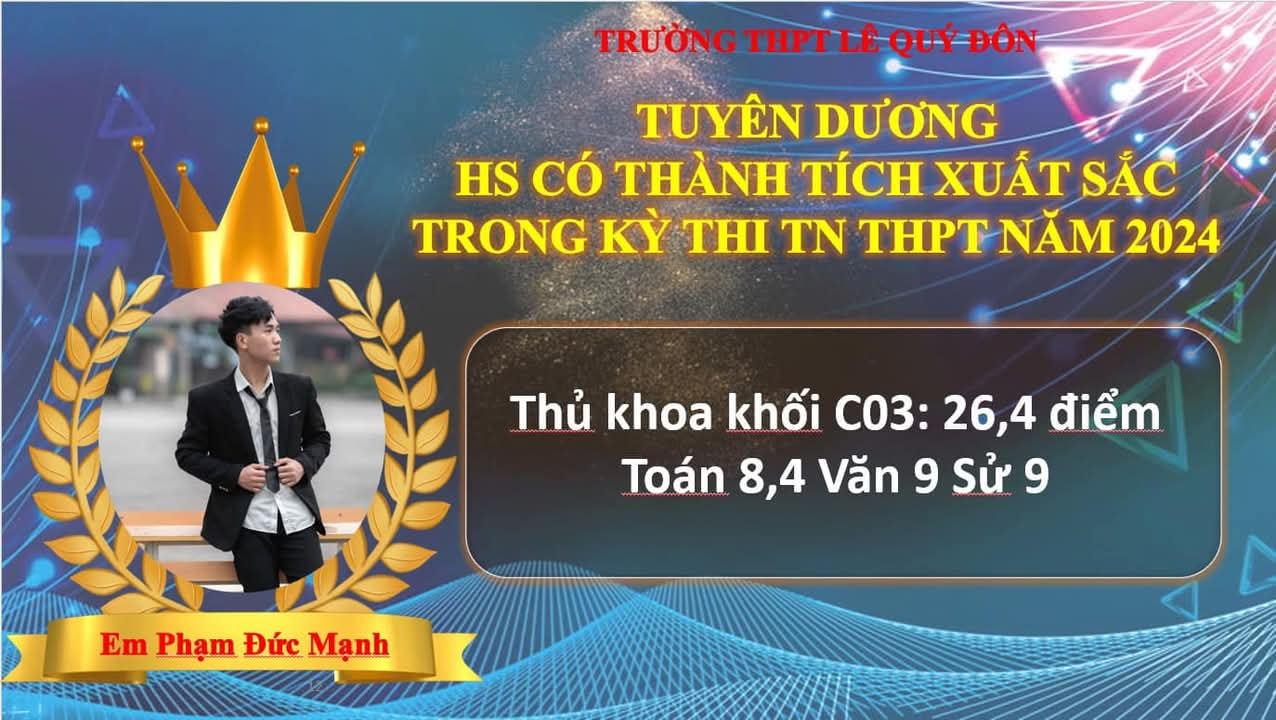 TRƯỜNG THPT LÊ QUÝ ĐÔN
TUYÊN DƯƠNG
HS CÓ THÀNH TÍCH XUẤT SẮC
TRONG KỲ THI TN THPT NĂM 2024
Thủ khoa khối C03: 26,4 điểm
Toán 8,4 Văn 9 Sử 9
Em Phạm Đức Mạnh
12